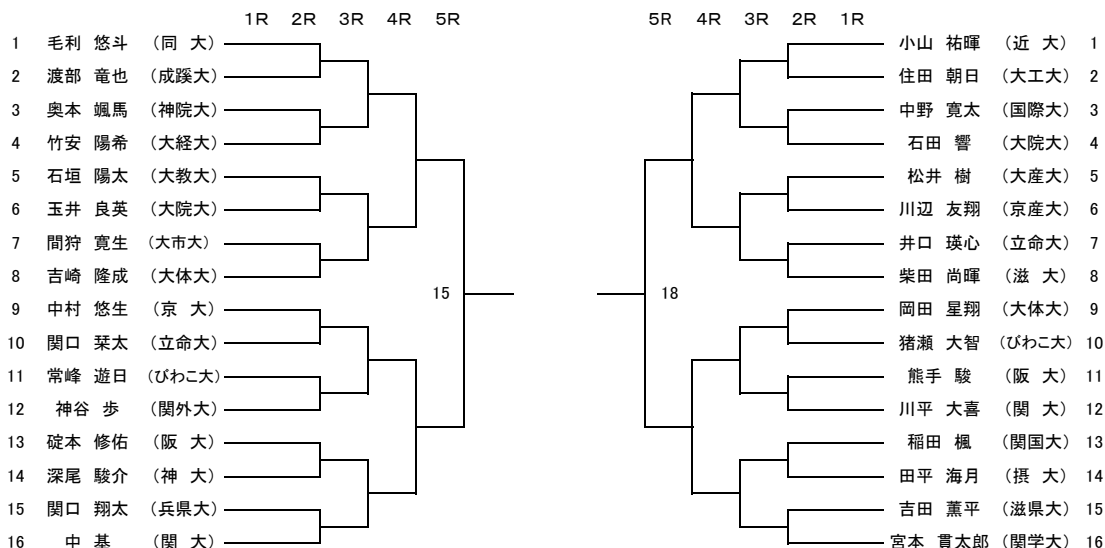 1R 2R 3R 4R 5R
1 毛利 悠斗 (同 大)
2 渡部 竜也 (成蹊大)
3 奥本 颯馬 (神院大)
4 竹安 陽希 (大経大)
5 石垣 陽太 (大教大)
6 玉井 良英 (大院大)
7 間狩 寛生 (大市大)
8 吉崎 隆成 (大体大)
15
9 中村 悠生 (京 大)
10 関口 栞太 (立命大)
11 常峰 遊日 (びわこ大)
12 神谷 歩 (関外大)
13 碇本 修佑 (阪 大)
14 深尾 駿介 (神 大)
15 関口 翔太 (兵県大)
16 中 基 (関 大)
5R 4R 3R 2R 1R
小山 祐暉 (近 大) 1
住田 朝日 (大工大) 2
中野 寛太 (国際大) 3
石田 響 (大院大) 4
松井 樹 (大産大) 5
川辺 友翔 (京産大) 6
井口 瑛心 (立命大) 7
柴田 尚暉 (滋 大) 8
18
岡田 星翔 (大体大) 9
猪瀬 大智 (びわこ大) 10
熊手 駿 (阪 大) 11
川平 大喜 (関 大) 12
稲田 楓 (関国大) 13
田平 海月 (摂 大) 14
吉田 薫平 (滋県大) 15
宮本 貫太郎 (関学大) 16